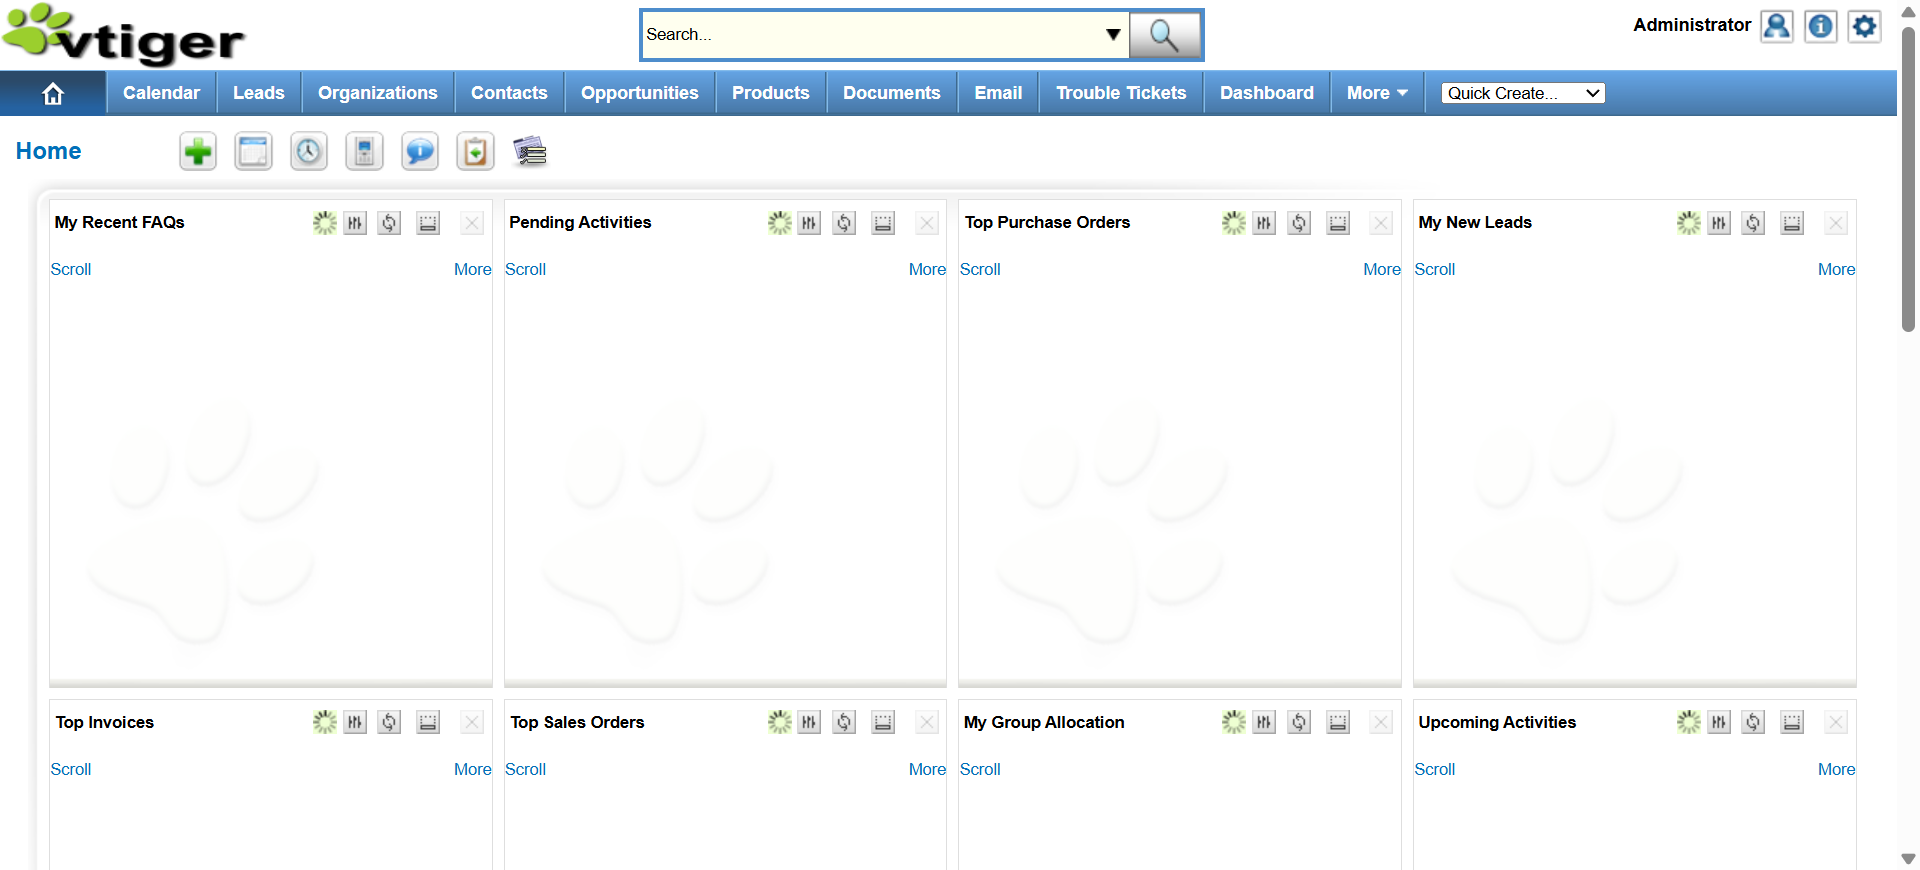 vtiger
Search...
Administrator
Calendar
Leads
Organizations
Contacts
Opportunities
Products
Documents
Email
Trouble Tickets
Dashboard
More
Quick Create...
Home
My Recent FAQs
Pending Activities
Top Purchase Orders
My New Leads
Scroll
More
Scroll
More
Scroll
More
Scroll
More
Top Invoices
Top Sales Orders
My Group Allocation
Upcoming Activities
Scroll
More
Scroll
More
Scroll
Scroll
More